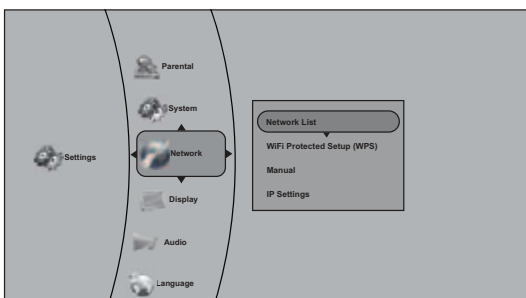 Parental
System
Settings
Network
Display
Audio
Language
Network List
WiFi Protected Setup (WPS)
Manual
IP Settings